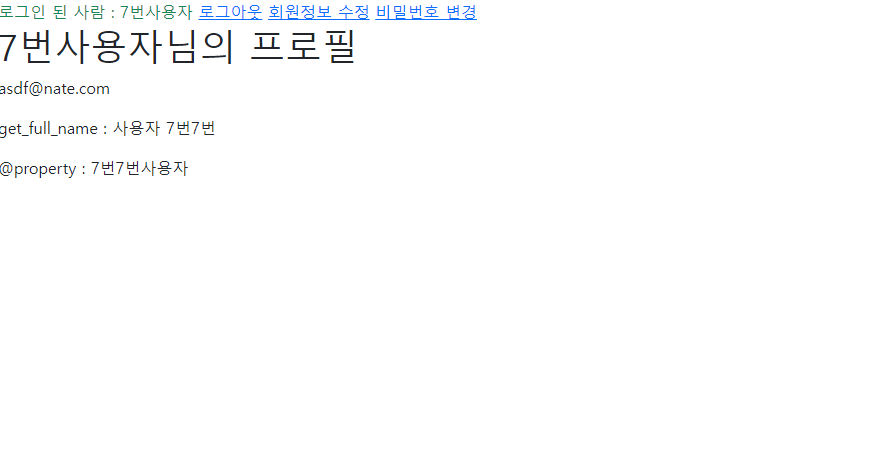 로그인 된 사람 : 7번사용자 로그아웃 회원정보 수정 비밀번호 변경
7번사용자님의 프로필
asdf@nate.com
get_full_name : 사용자 7번7번
@property : 7번7번사용자